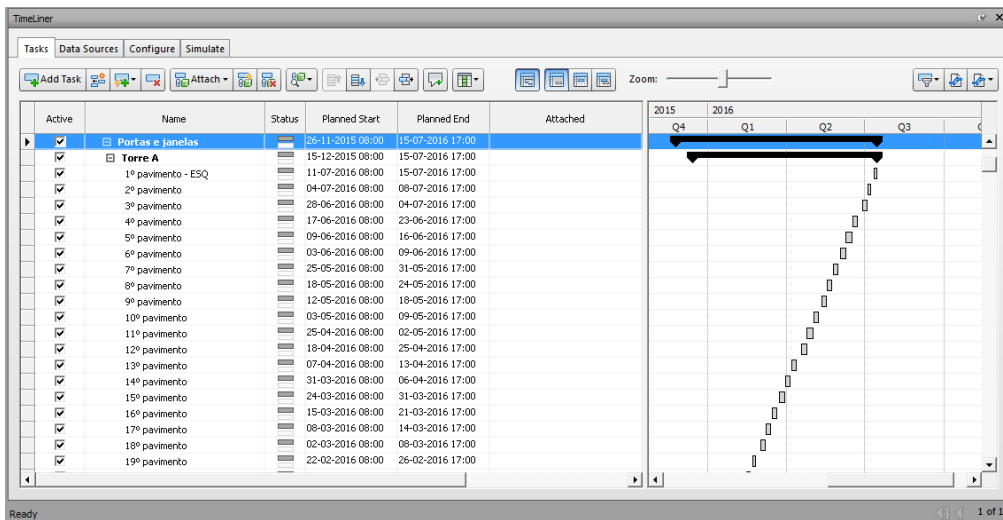 TimeLiner
Tasks Data Sources Configure Simulate
Add Task Attach Zoom:
Active Name Status Planned Start Planned End Attached
2015 2016
Q4 Q1 Q2 Q3
Portas e janelas 26-11-2015 08:00 15-07-2016 17:00
Torre A 15-12-2015 08:00 15-07-2016 17:00
1º pavimento - ESQ 11-07-2016 08:00 15-07-2016 17:00
2º pavimento 04-07-2016 08:00 08-07-2016 17:00
3º pavimento 28-06-2016 08:00 04-07-2016 17:00
4º pavimento 17-06-2016 08:00 23-06-2016 17:00
5º pavimento 09-06-2016 08:00 16-06-2016 17:00
6º pavimento 03-06-2016 08:00 09-06-2016 17:00
7º pavimento 25-05-2016 08:00 31-05-2016 17:00
8º pavimento 18-05-2016 08:00 24-05-2016 17:00
9º pavimento 12-05-2016 08:00 18-05-2016 17:00
10º pavimento 03-05-2016 08:00 09-05-2016 17:00
11º pavimento 25-04-2016 08:00 02-05-2016 17:00
12º pavimento 18-04-2016 08:00 25-04-2016 17:00
13º pavimento 07-04-2016 08:00 13-04-2016 17:00
14º pavimento 31-03-2016 08:00 06-04-2016 17:00
15º pavimento 24-03-2016 08:00 31-03-2016 17:00
16º pavimento 15-03-2016 08:00 21-03-2016 17:00
17º pavimento 08-03-2016 08:00 14-03-2016 17:00
18º pavimento 02-03-2016 08:00 08-03-2016 17:00
19º pavimento 22-02-2016 08:00 26-02-2016 17:00
Ready 1 of 1